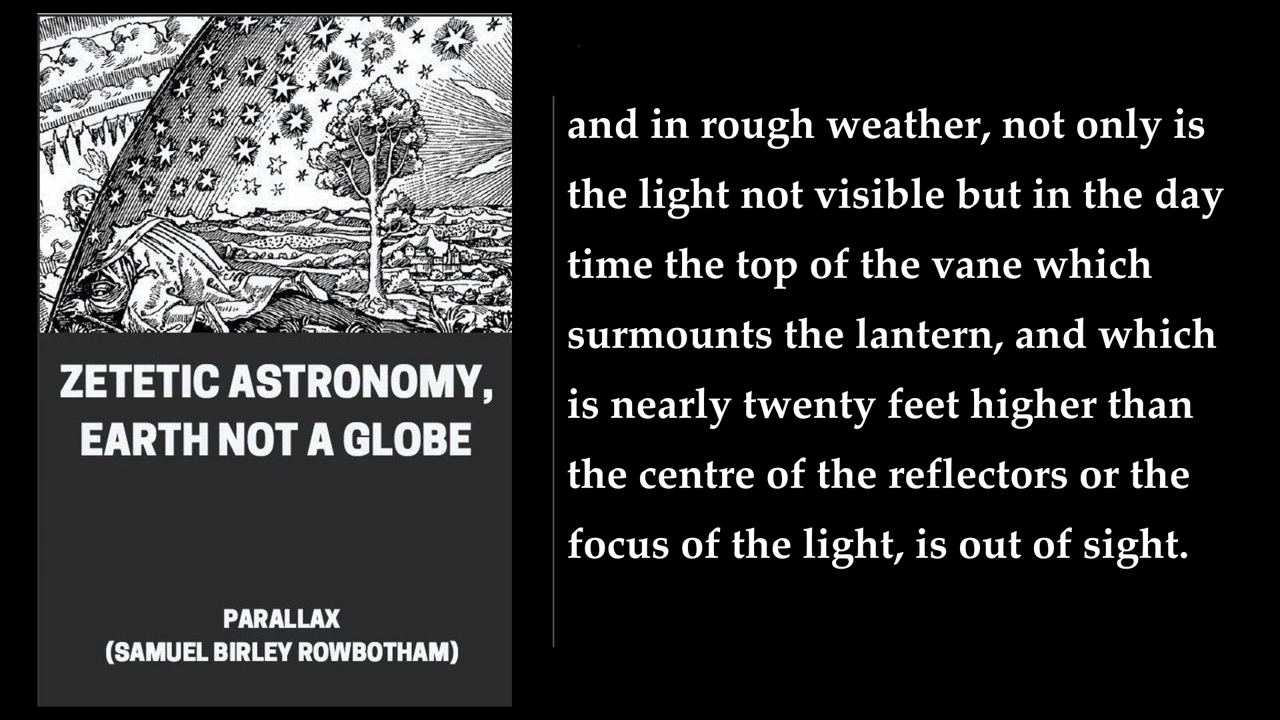 ZETETIC ASTRONOMY,
EARTH NOT A GLOBE
PARALLAX
(SAMUEL BIRLEY ROWBOTHAM)
and in rough weather, not only is
the light not visible but in the day
time the top of the vane which
surmounts the lantern, and which
is nearly twenty feet higher than
the centre of the reflectors or the
focus of the light, is out of sight.